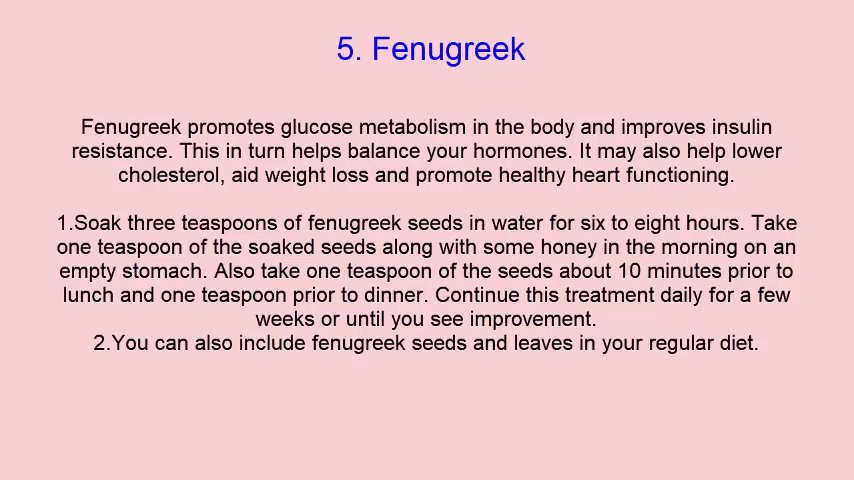 5. Fenugreek
Fenugreek promotes glucose metabolism in the body and improves insulin
resistance. This in turn helps balance your hormones. It may also help lower
cholesterol, aid weight loss and promote healthy heart functioning.
1.Soak three teaspoons of fenugreek seeds in water for six to eight hours. Take
one teaspoon of the soaked seeds along with some honey in the morning on an
empty stomach. Also take one teaspoon of the seeds about 10 minutes prior to
lunch and one teaspoon prior to dinner. Continue this treatment daily for a few
weeks or until you see improvement.
2.You can also include fenugreek seeds and leaves in your regular diet.